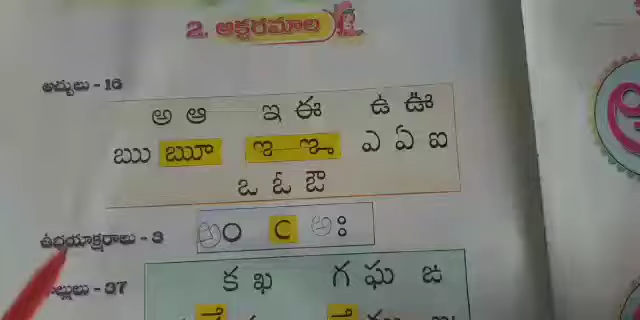 2. అక్షరమాల
అచ్చులు - 16
అ ఆ ఇ ఈ ఉ ఊ
ఋ ౠ ఌ ౡ ఎ ఏ ఐ
ఒ ఓ ఔ
ఉభయాక్షరాలు - 3
అం ఁ అః
హల్లులు - 37
క ఖ గ ఘ ఙ